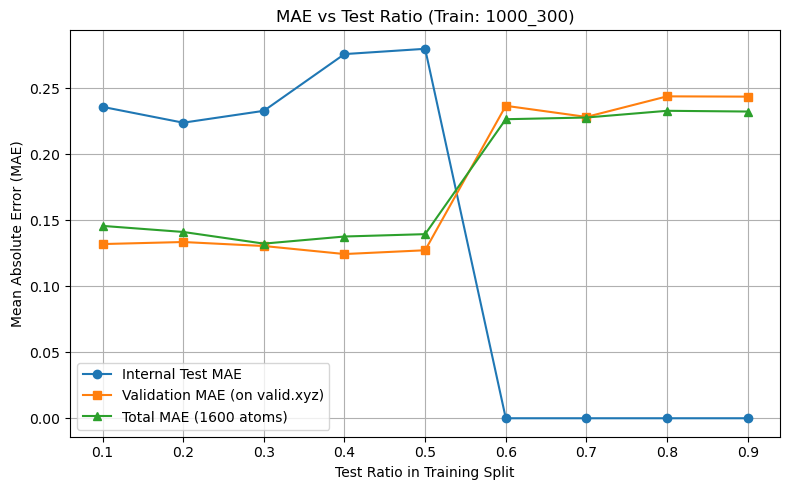 MAE vs Test Ratio (Train: 1000_300)
Mean Absolute Error (MAE)
0.25
0.20
0.15
0.10
0.05
0.00
Internal Test MAE
Validation MAE (on valid.xyz)
Total MAE (1600 atoms)
0.1 0.2 0.3 0.4 0.5 0.6 0.7 0.8 0.9
Test Ratio in Training Split